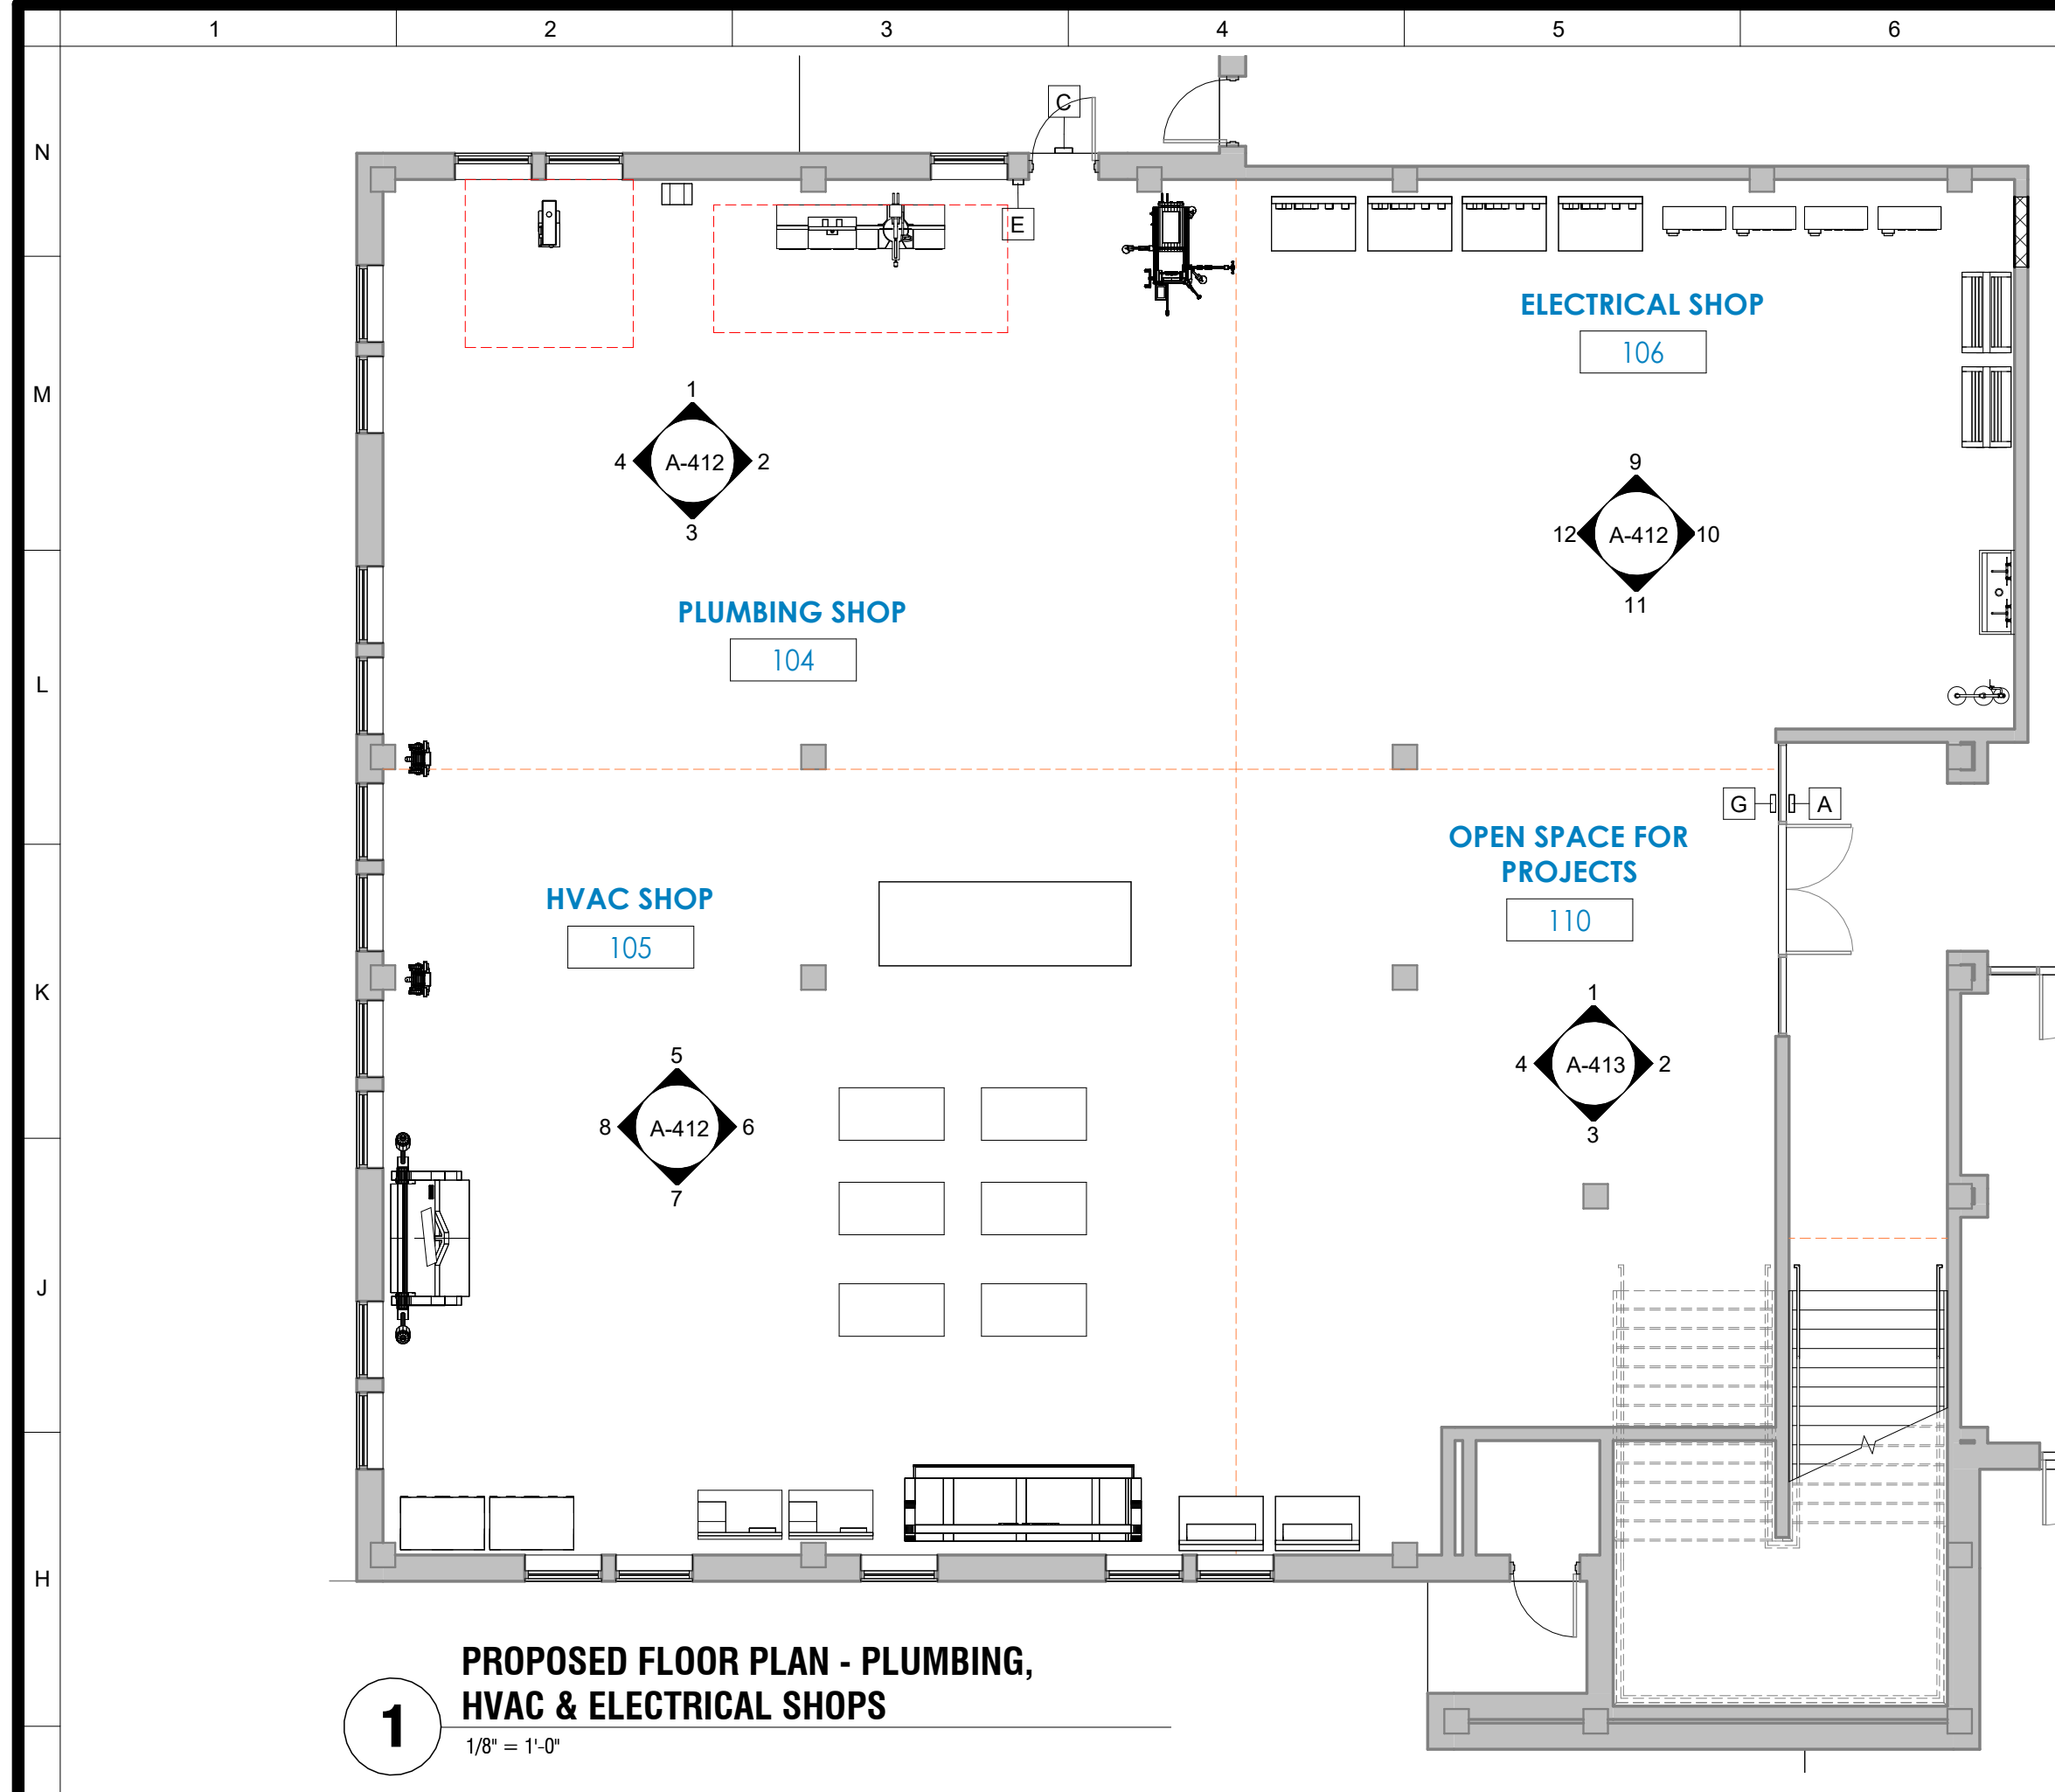 1 2 3 4 5 6
N
C
E
ELECTRICAL SHOP
106
M
1
4 A-412 2
3
9
12 A-412 10
11
PLUMBING SHOP
104
L
G A
OPEN SPACE FOR
PROJECTS
110
HVAC SHOP
105
K
1
4 A-413 2
3
5
8 A-412 6
7
J
H
1
PROPOSED FLOOR PLAN - PLUMBING,
HVAC & ELECTRICAL SHOPS
1/8" = 1'-0"